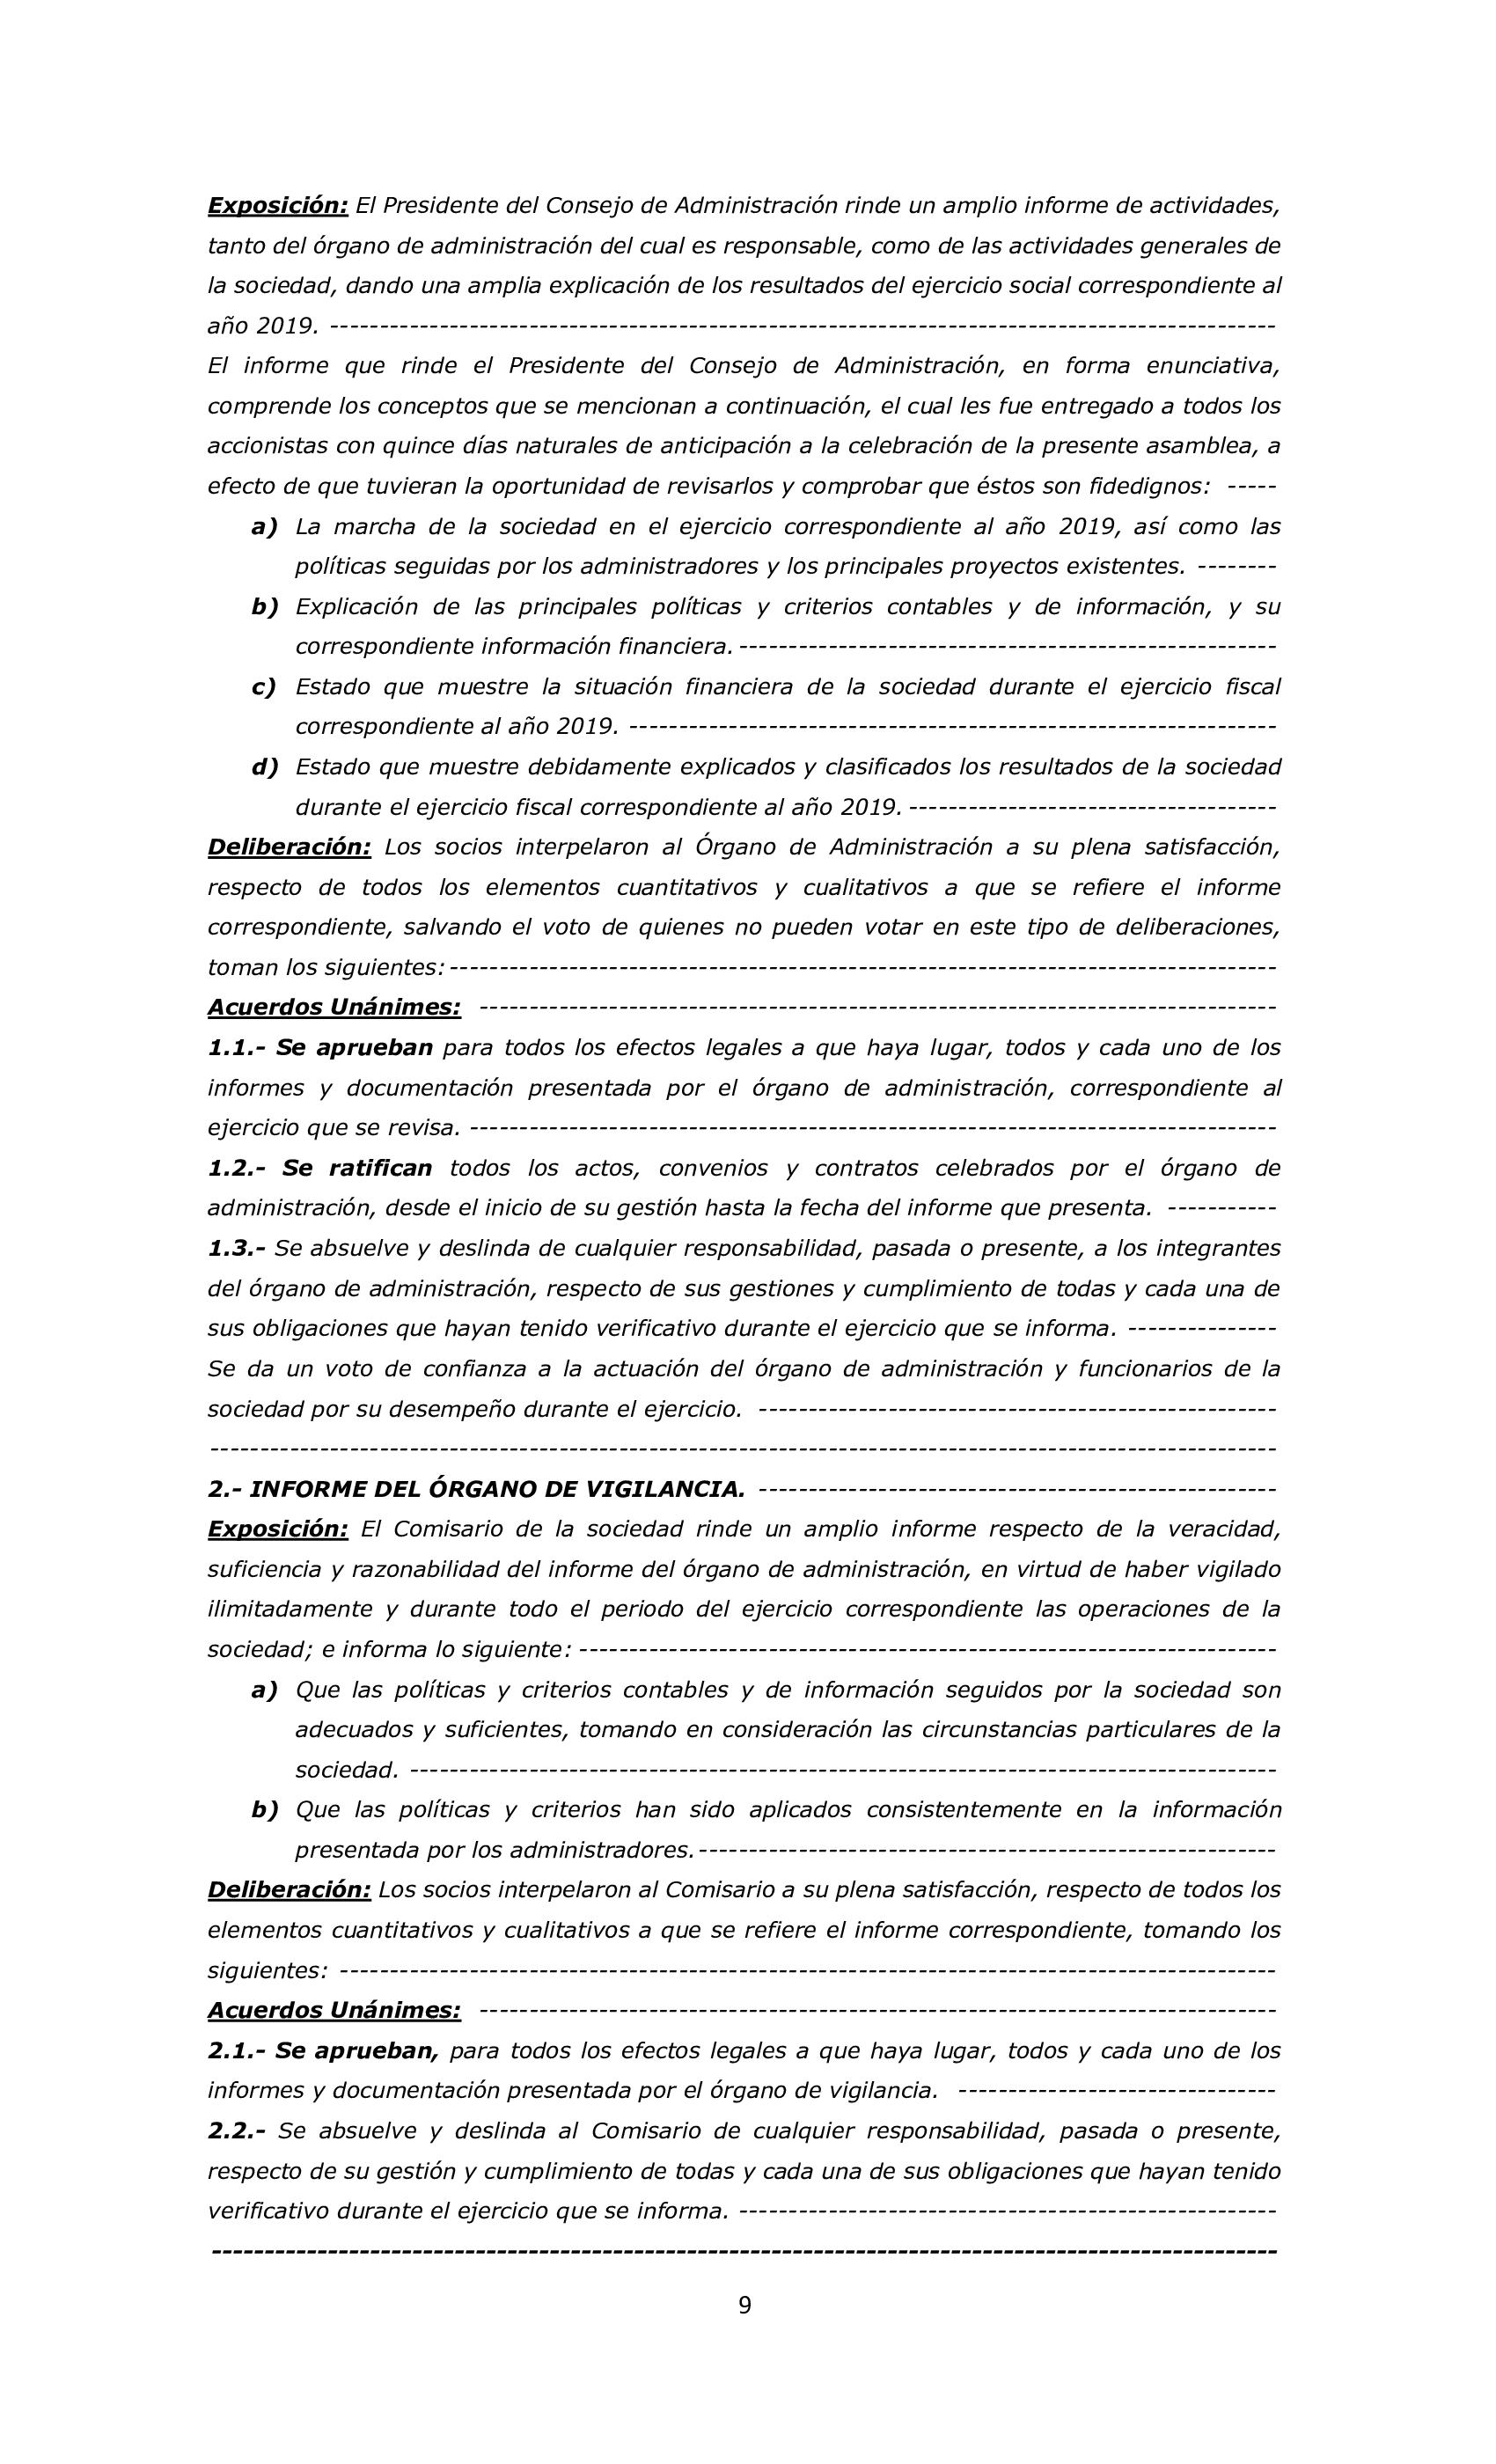 Exposición: El Presidente del Consejo de Administración rinde un amplio informe de actividades,
tanto del órgano de administración del cual es responsable, como de las actividades generales de
la sociedad, dando una amplia explicación de los resultados del ejercicio social correspondiente al
año 2019. -----------------------------------------------------------------------------------------------
El informe que rinde el Presidente del Consejo de Administración, en forma enunciativa,
comprende los conceptos que se mencionan a continuación, el cual les fue entregado a todos los
accionistas con quince días naturales de anticipación a la celebración de la presente asamblea, a
efecto de que tuvieran la oportunidad de revisarlos y comprobar que éstos son fidedignos: -----
a) La marcha de la sociedad en el ejercicio correspondiente al año 2019, así como las
políticas seguidas por los administradores y los principales proyectos existentes. --------
b) Explicación de las principales políticas y criterios contables y de información, y su
correspondiente información financiera. ------------------------------------------------------
c) Estado que muestre la situación financiera de la sociedad durante el ejercicio fiscal
correspondiente al año 2019. -----------------------------------------------------------------
d) Estado que muestre debidamente explicados y clasificados los resultados de la sociedad
durante el ejercicio fiscal correspondiente al año 2019. -------------------------------------
Deliberación: Los socios interpelaron al Órgano de Administración a su plena satisfacción,
respecto de todos los elementos cuantitativos y cualitativos a que se refiere el informe
correspondiente, salvando el voto de quienes no pueden votar en este tipo de deliberaciones,
toman los siguientes: -----------------------------------------------------------------------------------
Acuerdos Unánimes: --------------------------------------------------------------------------------
1.1.- Se aprueban para todos los efectos legales a que haya lugar, todos y cada uno de los
informes y documentación presentada por el órgano de administración, correspondiente al
ejercicio que se revisa. ---------------------------------------------------------------------------------
1.2.- Se ratifican todos los actos, convenios y contratos celebrados por el órgano de
administración, desde el inicio de su gestión hasta la fecha del informe que presenta. -----------
1.3.- Se absuelve y deslinda de cualquier responsabilidad, pasada o presente, a los integrantes
del órgano de administración, respecto de sus gestiones y cumplimiento de todas y cada una de
sus obligaciones que hayan tenido verificativo durante el ejercicio que se informa. ---------------
Se da un voto de confianza a la actuación del órgano de administración y funcionarios de la
sociedad por su desempeño durante el ejercicio. ----------------------------------------------------
-----------------------------------------------------------------------------------------------------------
2.- INFORME DEL ÓRGANO DE VIGILANCIA. ----------------------------------------------------
Exposición: El Comisario de la sociedad rinde un amplio informe respecto de la veracidad,
suficiencia y razonabilidad del informe del órgano de administración, en virtud de haber vigilado
ilimitadamente y durante todo el periodo del ejercicio correspondiente las operaciones de la
sociedad; e informa lo siguiente: ----------------------------------------------------------------------
a) Que las políticas y criterios contables y de información seguidos por la sociedad son
adecuados y suficientes, tomando en consideración las circunstancias particulares de la
sociedad. ---------------------------------------------------------------------------------------
b) Que las políticas y criterios han sido aplicados consistentemente en la información
presentada por los administradores. ----------------------------------------------------------
Deliberación: Los socios interpelaron al Comisario a su plena satisfacción, respecto de todos los
elementos cuantitativos y cualitativos a que se refiere el informe correspondiente, tomando los
siguientes: ----------------------------------------------------------------------------------------------
Acuerdos Unánimes: --------------------------------------------------------------------------------
2.1.- Se aprueban, para todos los efectos legales a que haya lugar, todos y cada uno de los
informes y documentación presentada por el órgano de vigilancia. --------------------------------
2.2.- Se absuelve y deslinda al Comisario de cualquier responsabilidad, pasada o presente,
respecto de su gestión y cumplimiento de todas y cada una de sus obligaciones que hayan tenido
verificativo durante el ejercicio que se informa. ------------------------------------------------------
-----------------------------------------------------------------------------------------------------------
9